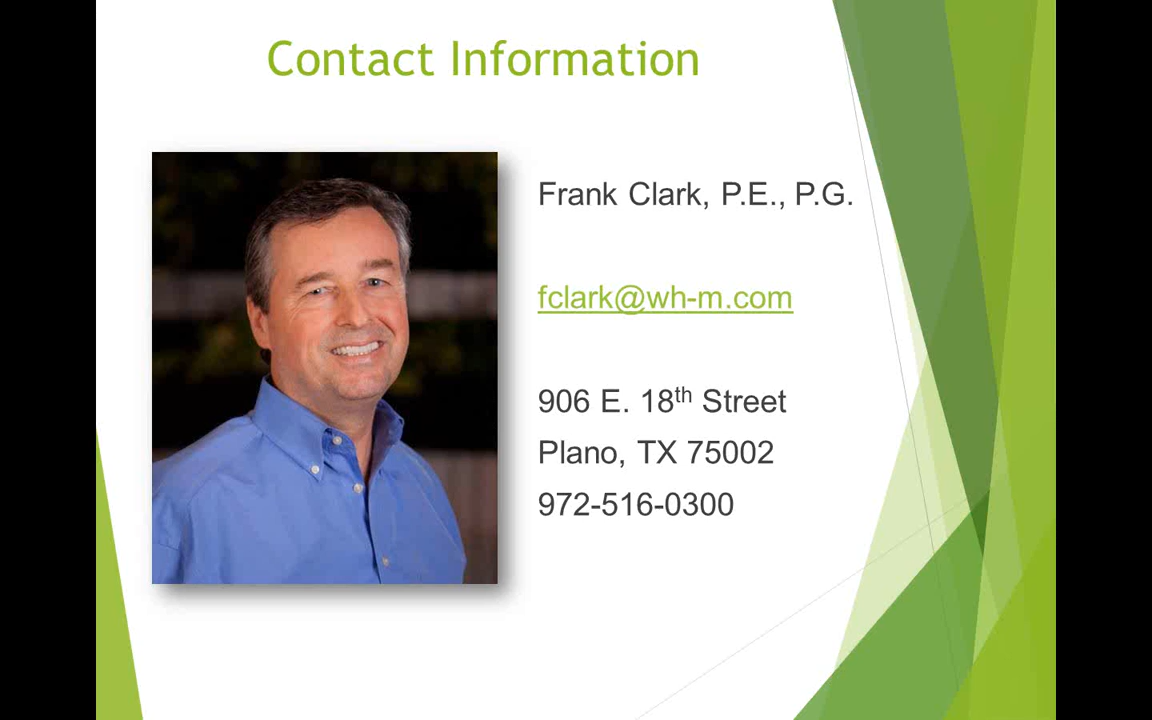 Contact Information
Frank Clark, P.E., P.G.
fclark@wh-m.com
906 E. 18th Street
Plano, TX 75002
972-516-0300